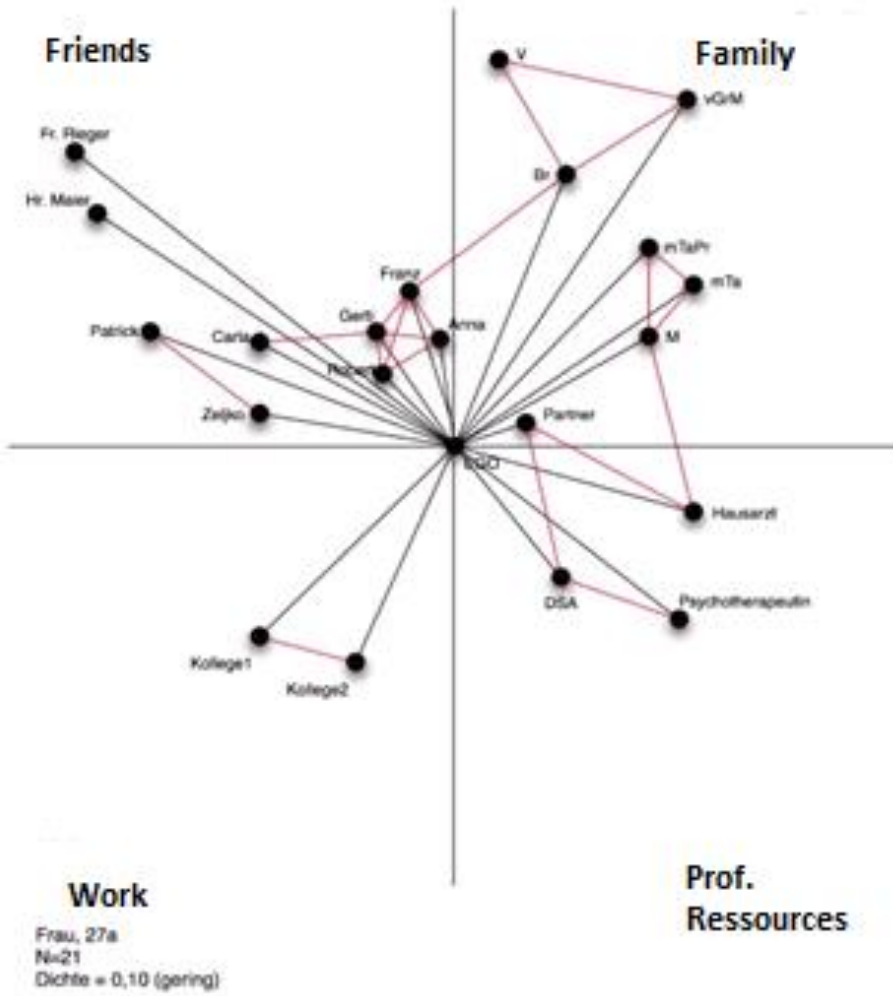 Friends
Family
V
vGrM
Fr. Rieger
Br
Hr. Maier
mTaPr
Franz
mTa
Gerti
Anna
Patrick
Carla
M
Robert
Zeljko
Partner
EGO
Hausarzt
DSA
Psychotherapeutin
Kollege1
Kollege2
Work
Prof.
Ressources
Frau, 27a
N=21
Dichte = 0,10 (gering)